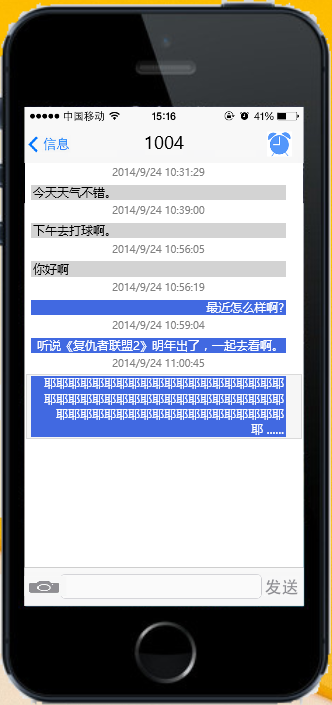 中国移动 15:16 41%
信息 1004
2014/9/24 10:31:29
今天天气不错。
2014/9/24 10:39:00
下午去打球啊。
2014/9/24 10:56:05
你好啊
2014/9/24 10:56:19
最近怎么样啊?
2014/9/24 10:59:04
听说《复仇者联盟2》明年出了，一起去看啊。
2014/9/24 11:00:45
耶耶耶耶耶耶耶耶耶耶耶耶耶耶耶耶耶耶耶耶
耶耶耶耶耶耶耶耶耶耶耶耶耶耶耶耶耶耶耶耶
耶耶耶耶耶耶耶耶耶耶耶耶耶耶耶耶耶耶耶
耶 ......
发送